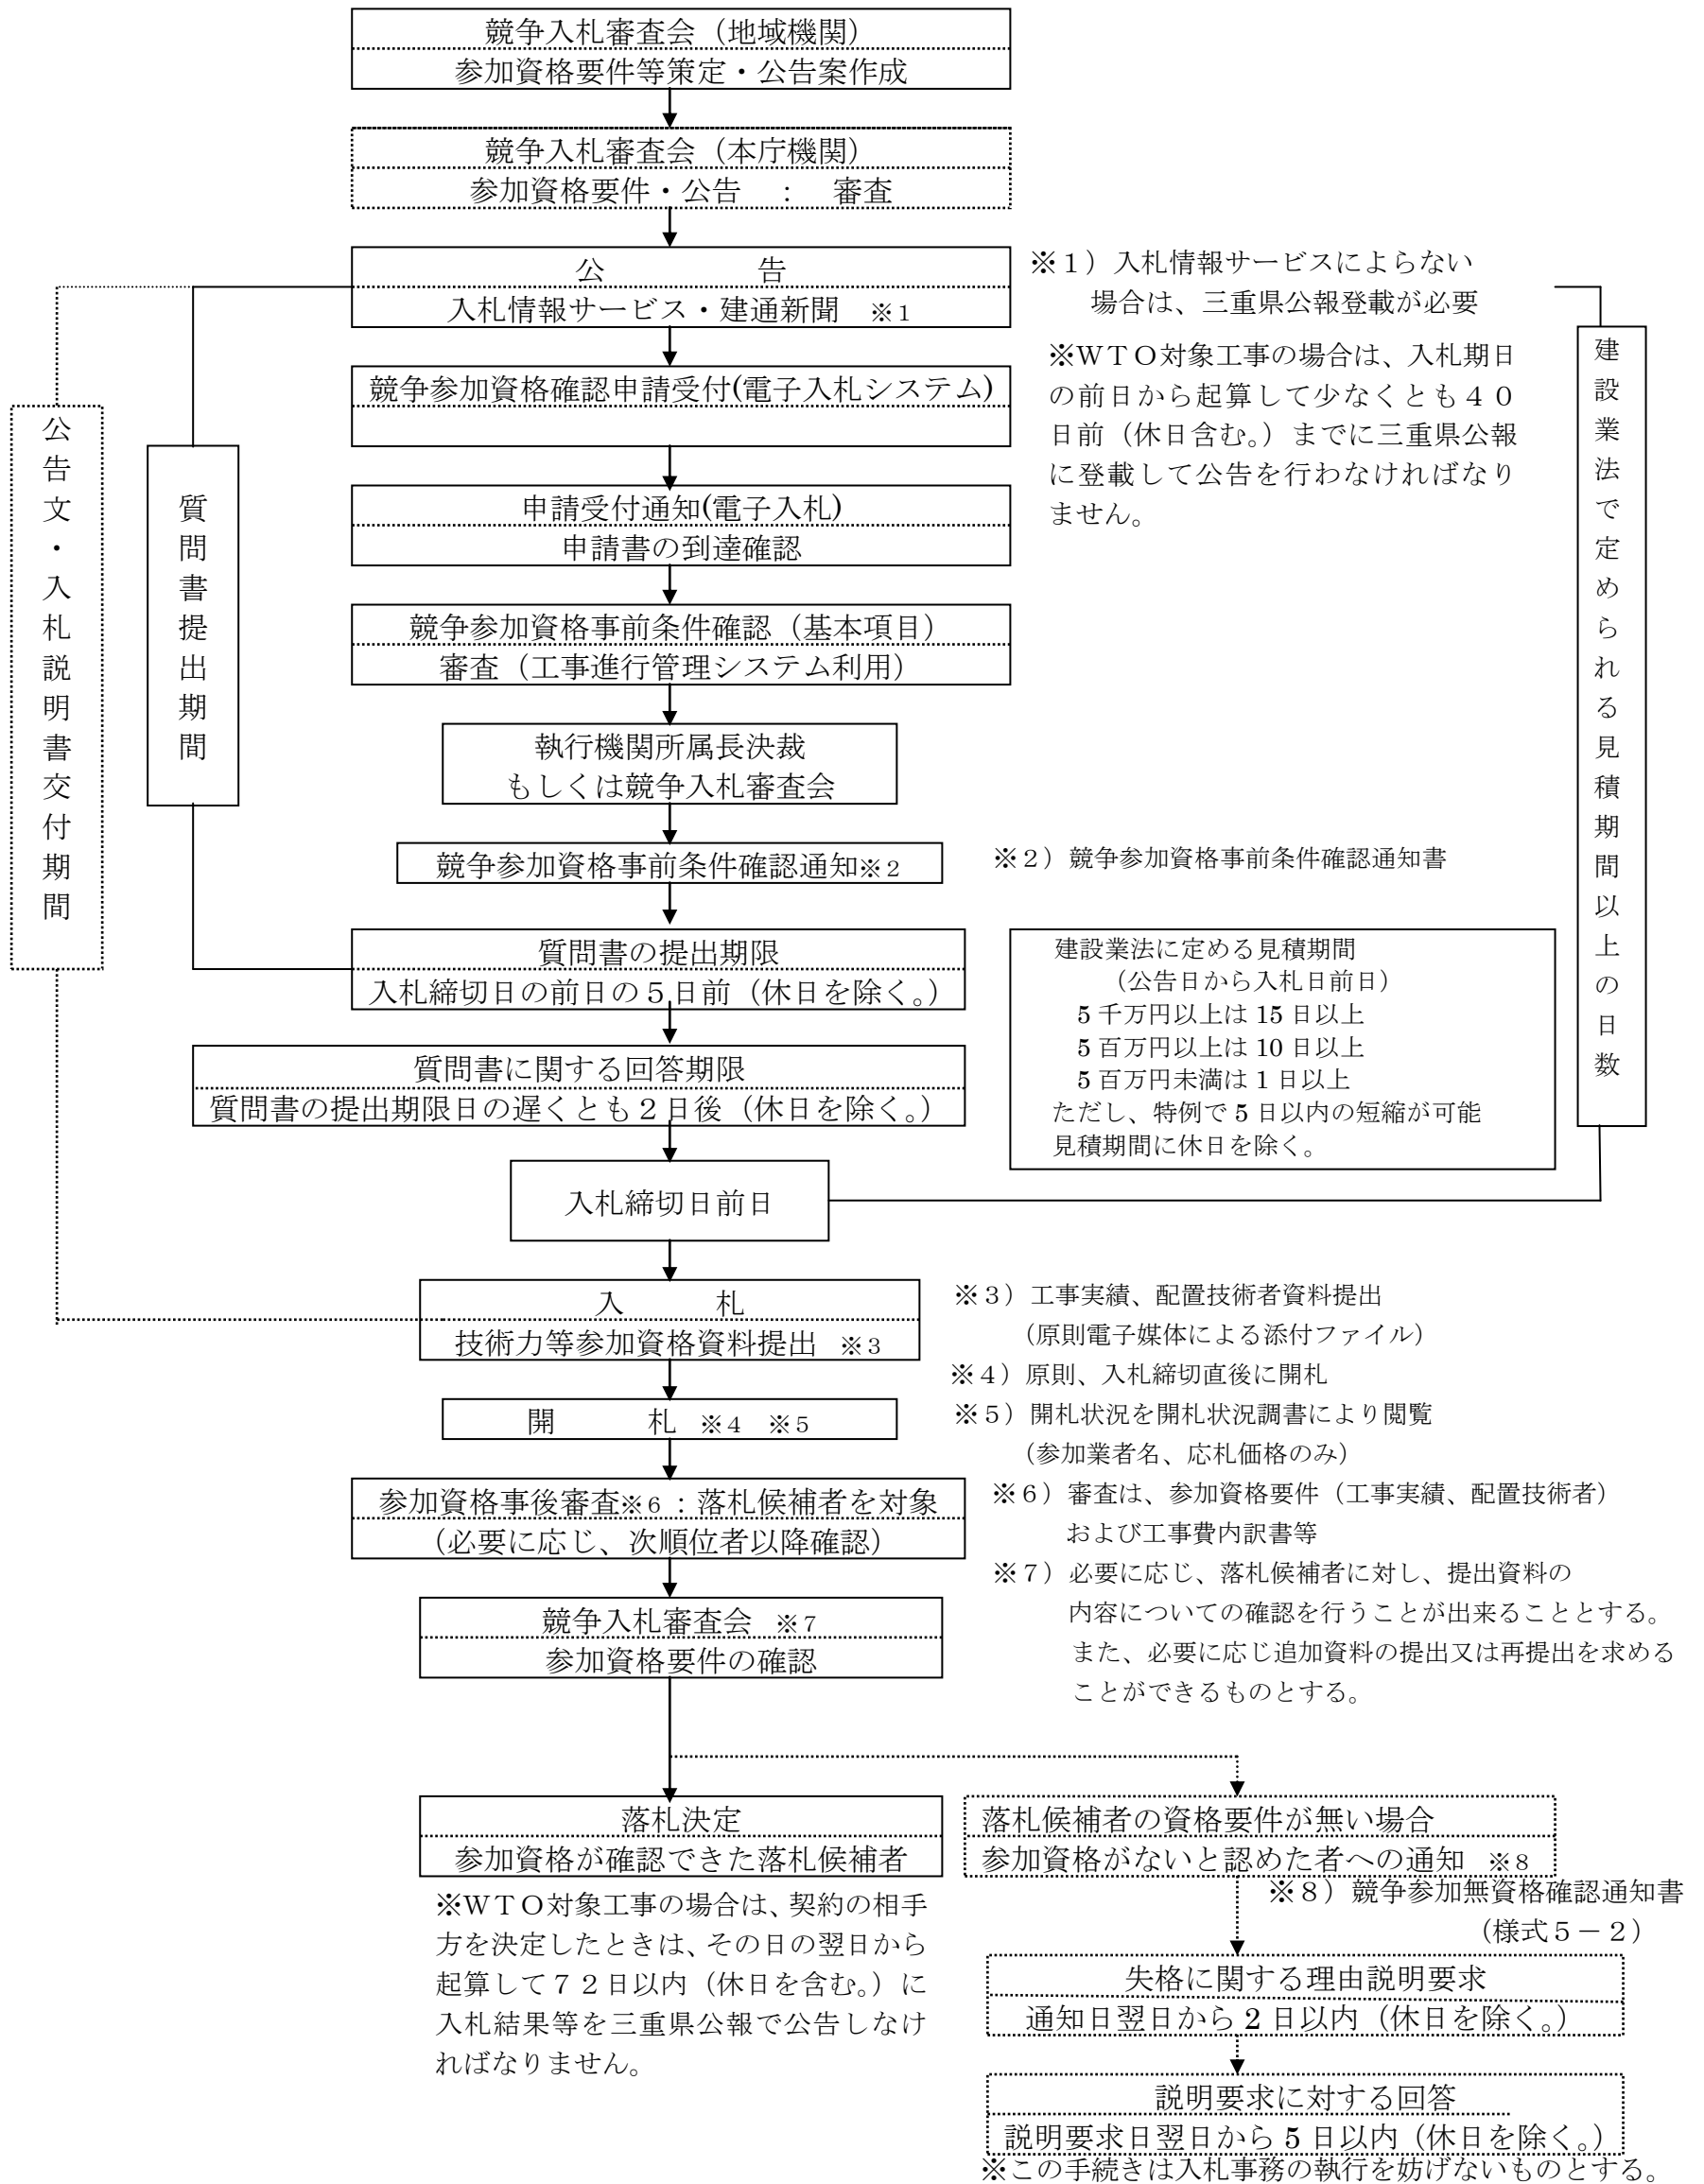 競争入札審査会（地域機関）
参加資格要件等策定・公告案作成
競争入札審査会（本庁機関）
参加資格要件・公告　：　審査
公　　　　　告
入札情報サービス・建通新聞　※1
※１）入札情報サービスによらない
場合は、三重県公報登載が必要
※ＷＴＯ対象工事の場合は、入札期日
の前日から起算して少なくとも４０
日前（休日含む。）までに三重県公報
に登載して公告を行わなければなり
ません。
競争参加資格確認申請受付(電子入札システム)
申請受付通知(電子入札)
申請書の到達確認
競争参加資格事前条件確認（基本項目）
審査（工事進行管理システム利用）
執行機関所属長決裁
もしくは競争入札審査会
競争参加資格事前条件確認通知※2
※２）競争参加資格事前条件確認通知書
公告文・入札説明書交付期間
質問書提出期間
建設業法で定められる見積期間以上の日数
質問書の提出期限
入札締切日の前日の５日前（休日を除く。）
質問書に関する回答期限
質問書の提出期限日の遅くとも２日後（休日を除く。）
建設業法に定める見積期間
（公告日から入札日前日）
5 千万円以上は 15 日以上
5 百万円以上は 10 日以上
5 百万円未満は 1 日以上
ただし、特例で 5 日以内の短縮が可能
見積期間に休日を除く。
入札締切日前日
入　　　札
技術力等参加資格資料提出　※3
※３）工事実績、配置技術者資料提出
（原則電子媒体による添付ファイル）
※４）原則、入札締切直後に開札
開　　　札　※4　※5
※５）開札状況を開札状況調書により閲覧
（参加業者名、応札価格のみ）
参加資格事後審査※6：落札候補者を対象
（必要に応じ、次順位者以降確認）
※６）審査は、参加資格要件（工事実績、配置技術者）
および工事費内訳書等
競争入札審査会　※7
参加資格要件の確認
※７）必要に応じ、落札候補者に対し、提出資料の
内容についての確認を行うことが出来ることとする。
また、必要に応じ追加資料の提出又は再提出を求める
ことができるものとする。
落札決定
参加資格が確認できた落札候補者
※ＷＴＯ対象工事の場合は、契約の相手
方を決定したときは、その日の翌日から
起算して７２日以内（休日を含む。）に
入札結果等を三重県公報で公告しなけ
ればなりません。
落札候補者の資格要件が無い場合
参加資格がないと認めた者への通知　※8
※８）競争参加無資格確認通知書
（様式５－２）
失格に関する理由説明要求
通知日翌日から 2 日以内（休日を除く。）
説明要求に対する回答
説明要求日翌日から 5 日以内（休日を除く。）
※この手続きは入札事務の執行を妨げないものとする。